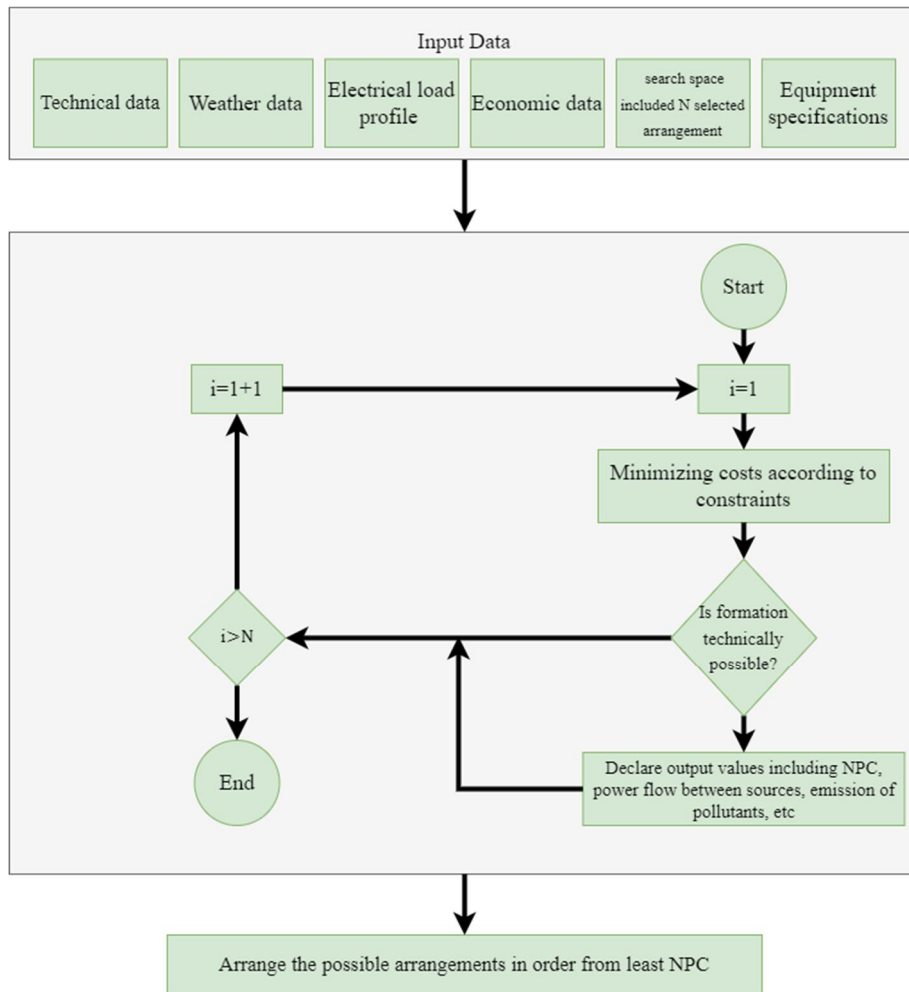 Input Data
Technical data
Weather data
Electrical load
profile
Economic data
search space
included N selected
arrangement
Equipment
specifications
Start
i=1+1
i=1
Minimizing costs according to
constraints
Is formation
technically
possible?
i>N
End
Declare output values including NPC,
power flow between sources, emission of
pollutants, etc
Arrange the possible arrangements in order from least NPC